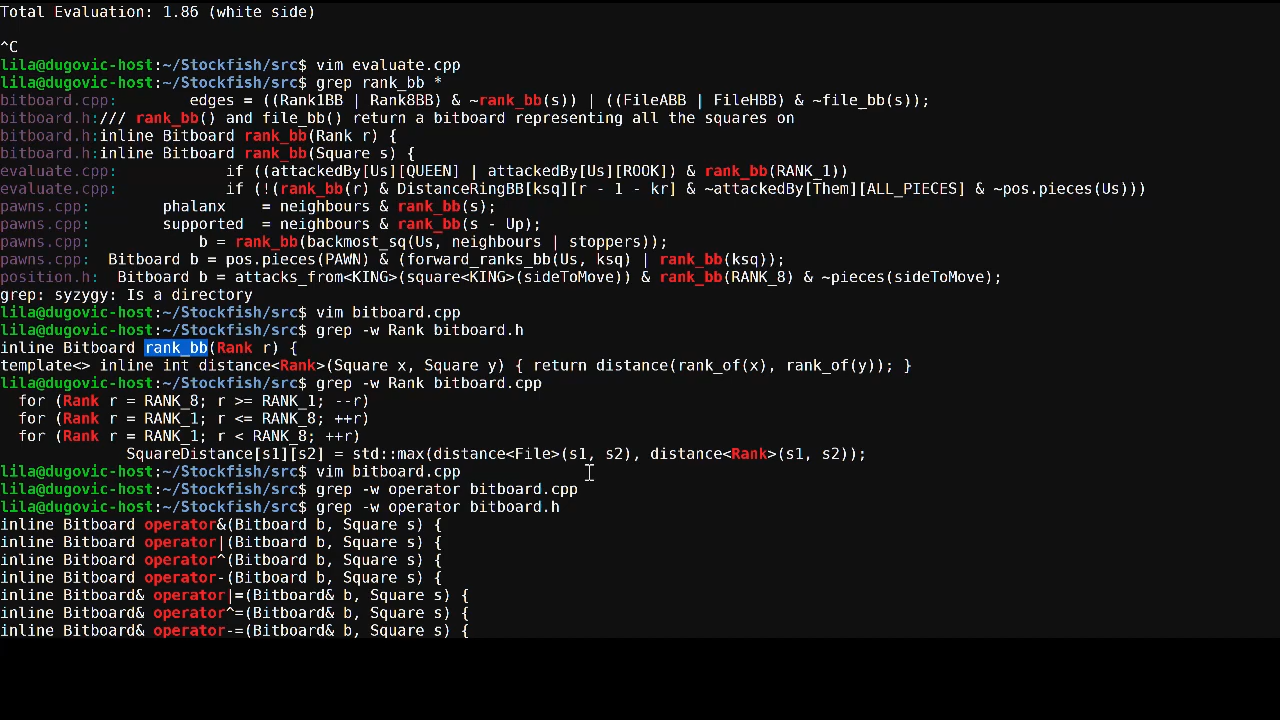 Total Evaluation: 1.86 (white side)
^C
lila@dugovic-host:~/Stockfish/src$ vim evaluate.cpp
lila@dugovic-host:~/Stockfish/src$ grep rank_bb *
bitboard.cpp:        edges = ((Rank1BB | Rank8BB) & ~rank_bb(s)) | ((FileABB | FileHBB) & ~file_bb(s));
bitboard.h:/// rank_bb() and file_bb() return a bitboard representing all the squares on
bitboard.h:inline Bitboard rank_bb(Rank r) {
bitboard.h:inline Bitboard rank_bb(Square s) {
evaluate.cpp:            if ((attackedBy[Us][QUEEN] | attackedBy[Us][ROOK]) & rank_bb(RANK_1))
evaluate.cpp:            if (!(rank_bb(r) & DistanceRingBB[ksq][r - 1 - kr] & ~attackedBy[Them][ALL_PIECES] & ~pos.pieces(Us)))
pawns.cpp:        phalanx    = neighbours & rank_bb(s);
pawns.cpp:        supported  = neighbours & rank_bb(s - Up);
pawns.cpp:            b = rank_bb(backmost_sq(Us, neighbours | stoppers));
pawns.cpp:  Bitboard b = pos.pieces(PAWN) & (forward_ranks_bb(Us, ksq) | rank_bb(ksq));
position.h:  Bitboard b = attacks_from<KING>(square<KING>(sideToMove)) & rank_bb(RANK_8) & ~pieces(sideToMove);
grep: syzygy: Is a directory
lila@dugovic-host:~/Stockfish/src$ vim bitboard.cpp
lila@dugovic-host:~/Stockfish/src$ grep -w Rank bitboard.h
inline Bitboard rank_bb(Rank r) {
template<> inline int distance<Rank>(Square x, Square y) { return distance(rank_of(x), rank_of(y)); }
lila@dugovic-host:~/Stockfish/src$ grep -w Rank bitboard.cpp
  for (Rank r = RANK_8; r >= RANK_1; --r)
  for (Rank r = RANK_1; r <= RANK_8; ++r)
  for (Rank r = RANK_1; r < RANK_8; ++r)
              SquareDistance[s1][s2] = std::max(distance<File>(s1, s2), distance<Rank>(s1, s2));
lila@dugovic-host:~/Stockfish/src$ vim bitboard.cpp
lila@dugovic-host:~/Stockfish/src$ grep -w operator bitboard.cpp
lila@dugovic-host:~/Stockfish/src$ grep -w operator bitboard.h
inline Bitboard operator&(Bitboard b, Square s) {
inline Bitboard operator|(Bitboard b, Square s) {
inline Bitboard operator^(Bitboard b, Square s) {
inline Bitboard operator-(Bitboard b, Square s) {
inline Bitboard& operator|=(Bitboard& b, Square s) {
inline Bitboard& operator^=(Bitboard& b, Square s) {
inline Bitboard& operator-=(Bitboard& b, Square s) {